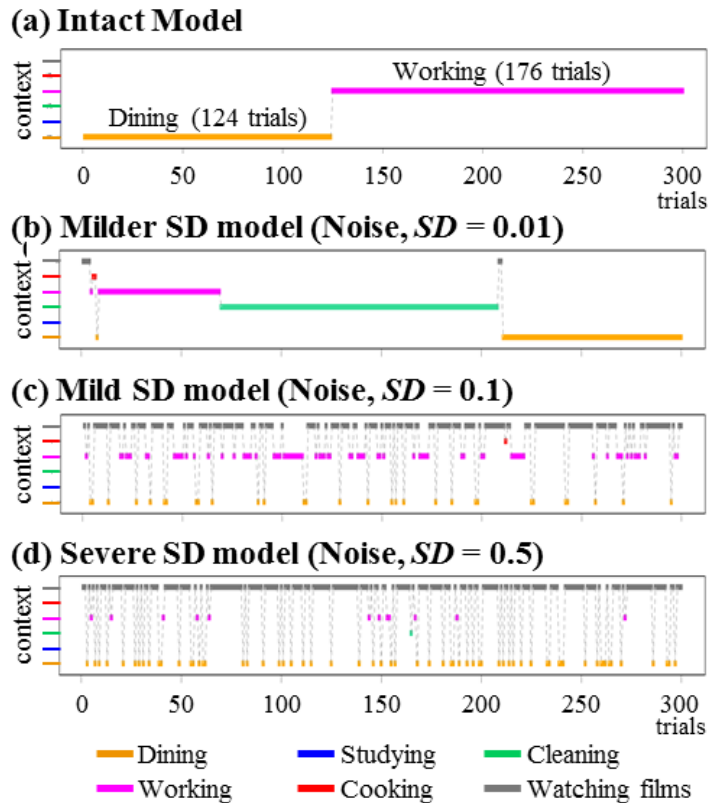 (a) Intact Model
context
Working (176 trials)
Dining (124 trials)
0 50 100 150 200 250 300
trials
(b) Milder SD model (Noise, SD = 0.01)
context
(c) Mild SD model (Noise, SD = 0.1)
context
(d) Severe SD model (Noise, SD = 0.5)
context
0 50 100 150 200 250 300
trials
Dining Studying Cleaning
Working Cooking Watching films